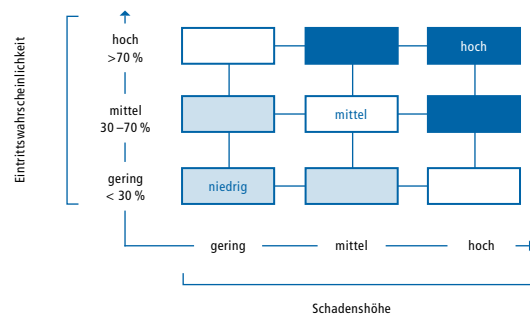 Eintrittswahrscheinlichkeit
hoch
>70 %
hoch
mittel
30–70 %
mittel
gering
< 30 %
niedrig
gering
mittel
hoch
Schadenshöhe